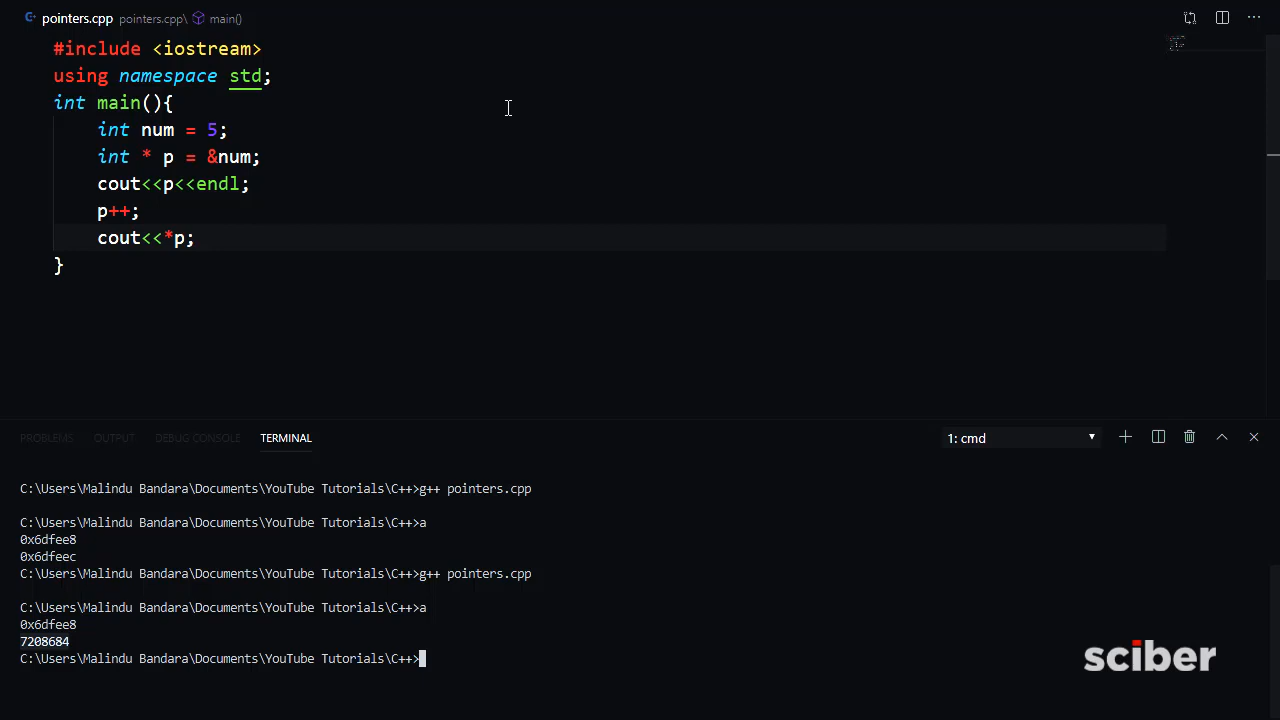 pointers.cpp pointers.cpp\ main()
#include <iostream>
using namespace std;
int main(){
    int num = 5;
    int * p = &num;
    cout<<p<<endl;
    p++;
    cout<<*p;
}
PROBLEMS OUTPUT DEBUG CONSOLE TERMINAL 1: cmd
C:\Users\Malindu Bandara\Documents\YouTube Tutorials\C++>g++ pointers.cpp
C:\Users\Malindu Bandara\Documents\YouTube Tutorials\C++>a
0x6dfee8
0x6dfeec
C:\Users\Malindu Bandara\Documents\YouTube Tutorials\C++>g++ pointers.cpp
C:\Users\Malindu Bandara\Documents\YouTube Tutorials\C++>a
0x6dfee8
7208684
C:\Users\Malindu Bandara\Documents\YouTube Tutorials\C++>
sciber